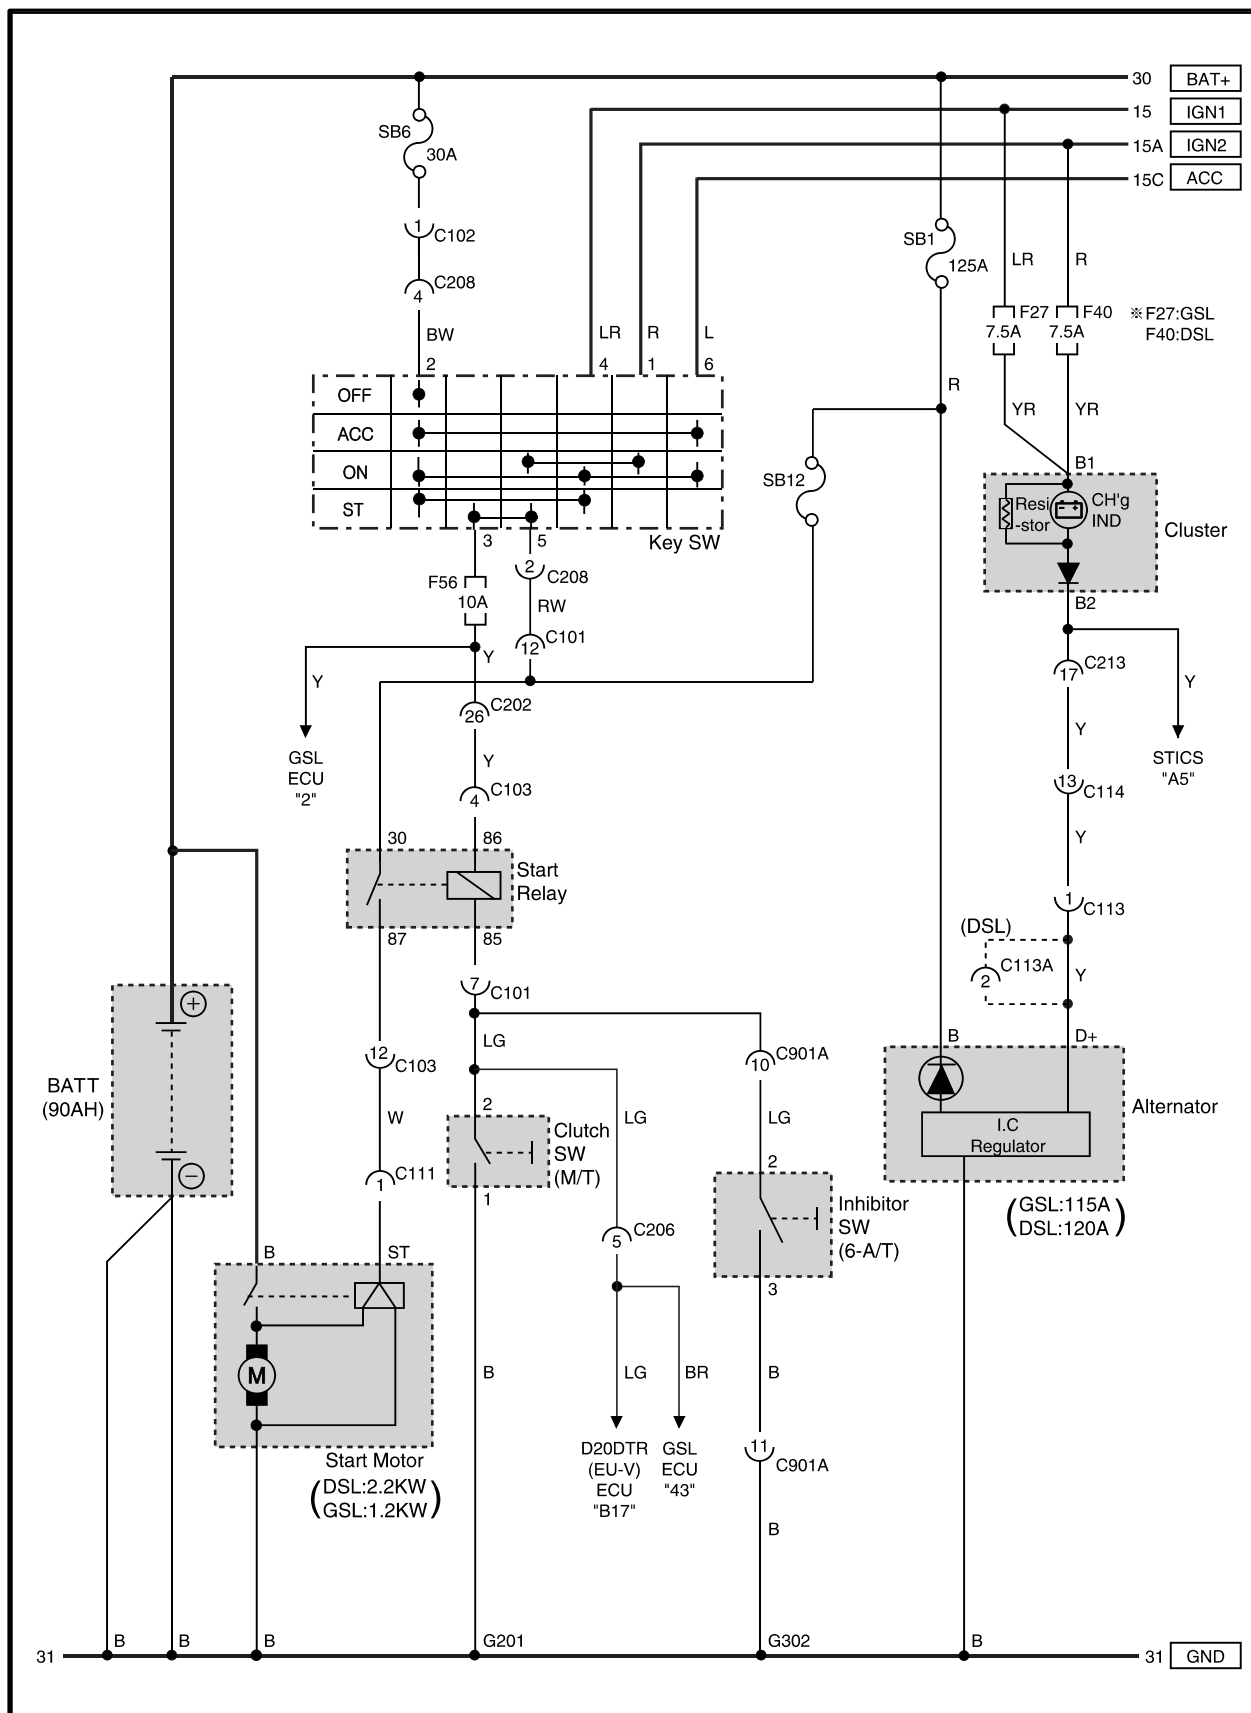 30 BAT+
15 IGN1
15A IGN2
15C ACC
SB6
30A
1
C102
C208
4
BW
2
LR
4
R
1
L
6
SB1
125A
LR
R
F27
7.5A
F40
7.5A
※F27:GSL
F40:DSL
R
YR
YR
OFF
ACC
ON
ST
3
5
Key SW
SB12
B1
Resi
-stor
CH'g
IND
Cluster
B2
F56
10A
2
C208
RW
C101
12
Y
Y
GSL
ECU
"2"
C202
26
Y
C103
4
C213
17
Y
Y
STICS
"A5"
13
C114
Y
1
C113
(DSL)
C113A
2
Y
30
86
Start
Relay
87
85
7
C101
LG
12
C103
W
C111
1
2
Clutch
SW
(M/T)
1
LG
C206
5
C901A
10
LG
2
Inhibitor
SW
(6-A/T)
3
B
D+
Alternator
I.C
Regulator
(GSL:115A
DSL:120A)
+
BATT
(90AH)
−
B
ST
M
Start Motor
(DSL:2.2KW
GSL:1.2KW)
B
LG
BR
D20DTR
(EU-V)
ECU
"B17"
GSL
ECU
"43"
B
11
C901A
B
31
B
B
B
G201
G302
B
31 GND